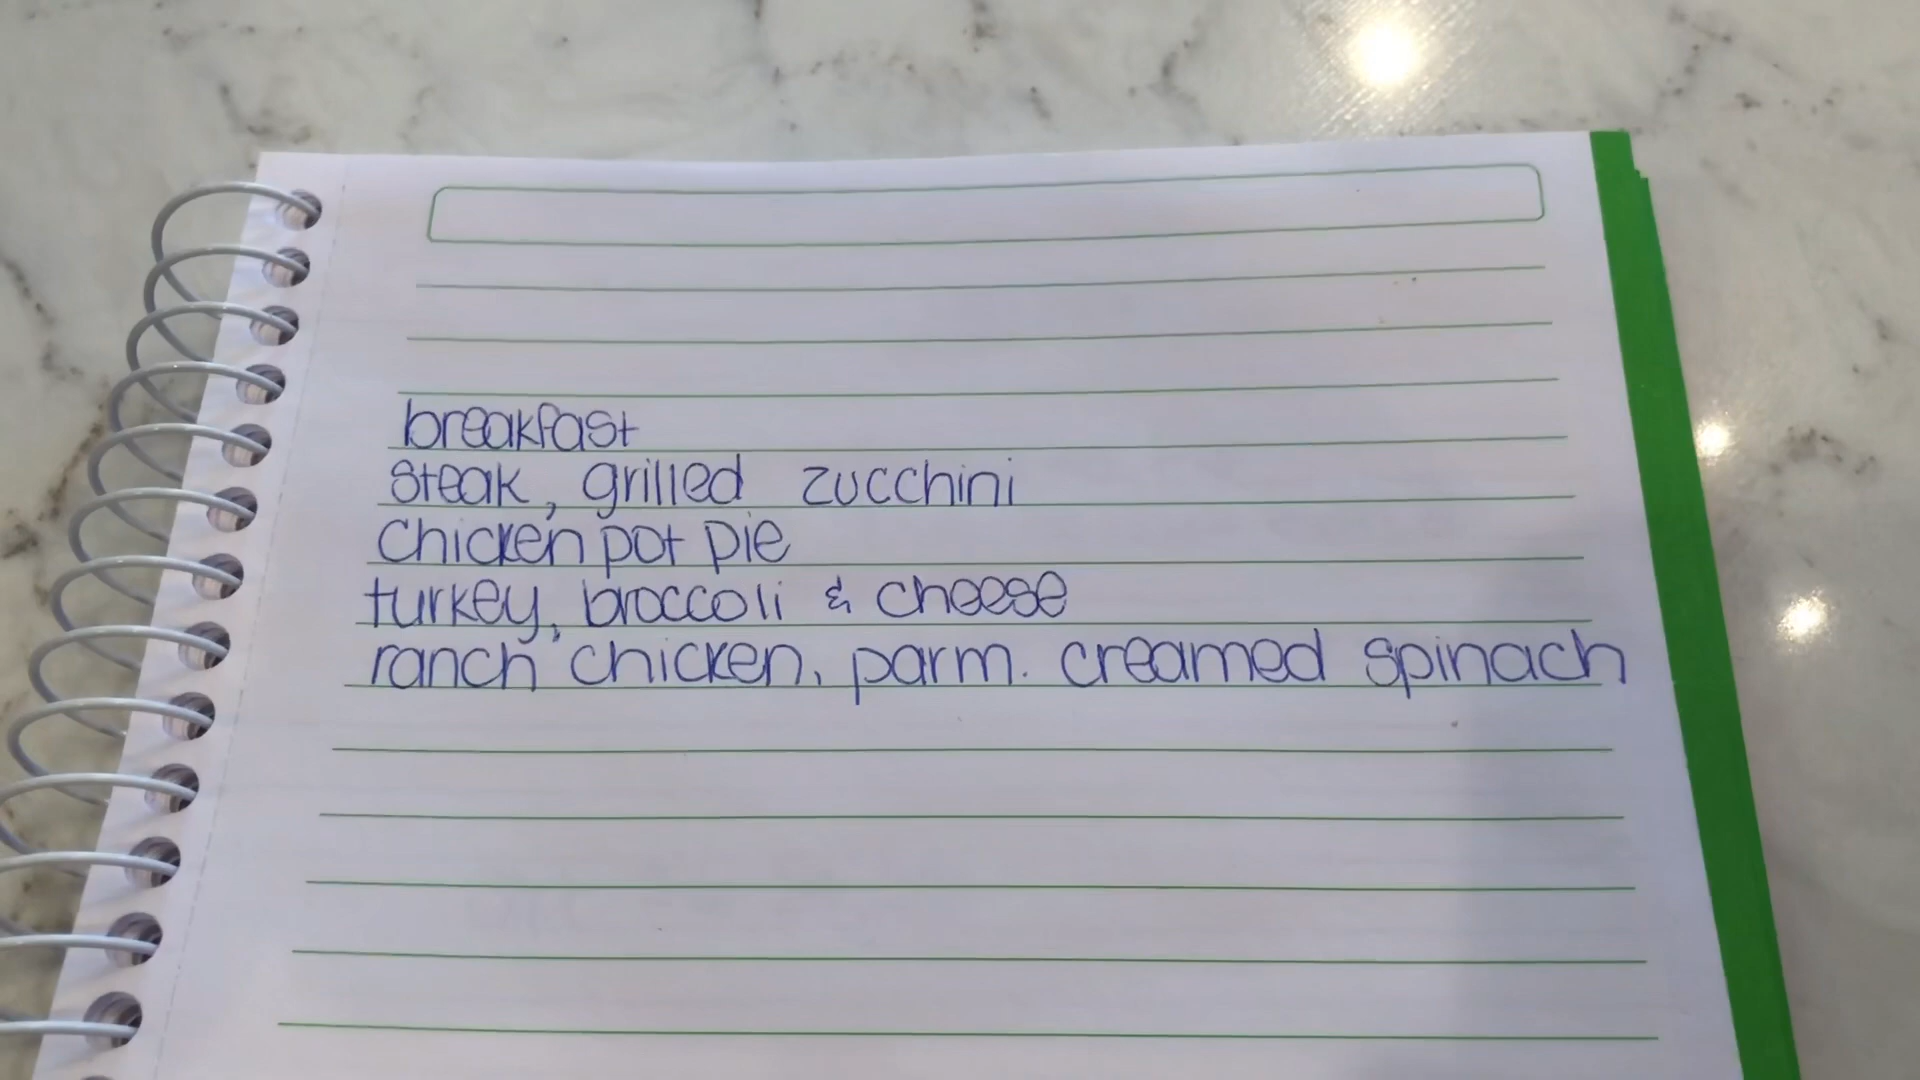 breakfast
steak, grilled zucchini
chicken pot pie
turkey, broccoli & cheese
ranch chicken, parm. creamed spinach